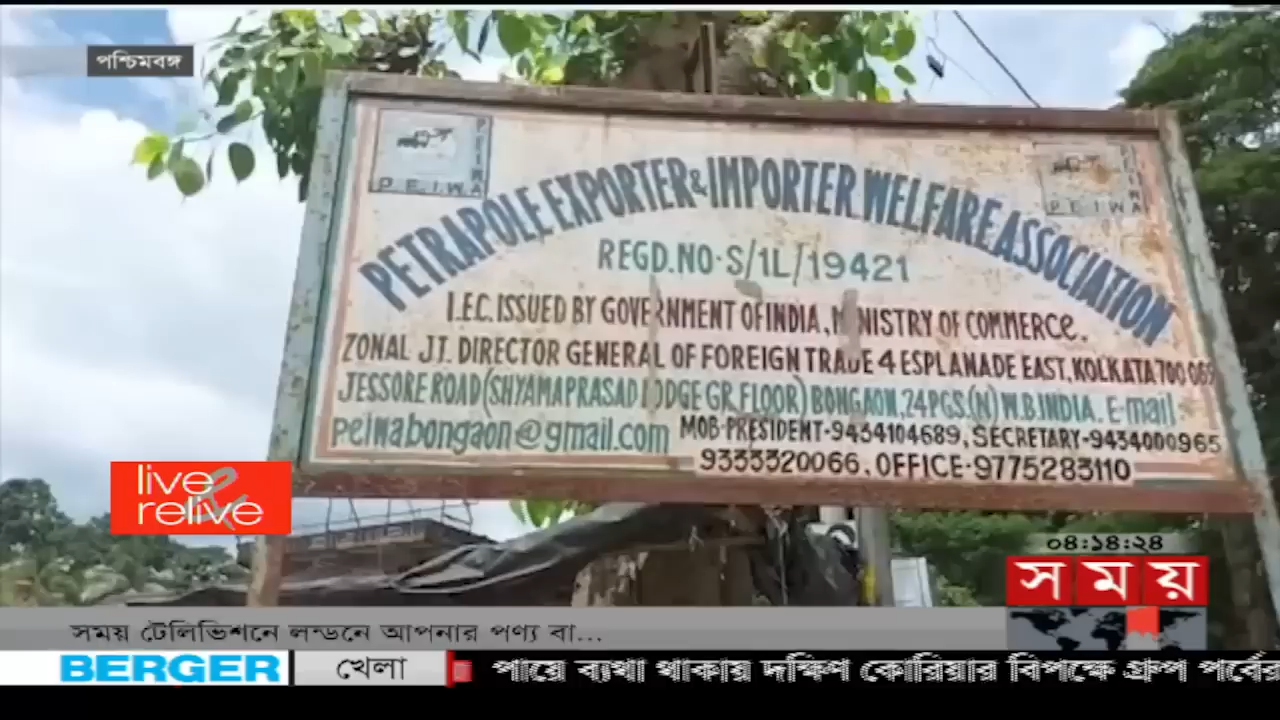 পশ্চিমবঙ্গ
PEIWA
PEIWA
PEIWA
PEIWA
PETRAPOLE EXPORTER & IMPORTER WELFARE ASSOCIATION
REGD.NO-S/1L/19421
I.E.C. ISSUED BY GOVERNMENT OF INDIA, MINISTRY OF COMMERCe.
ZONAL JT. DIRECTOR GENERAL OF FOREIGN TRADE 4 ESPLANADE EAST, KOLKATA 700 069
JESSORE ROAD (SHYAMAPRASAD LODGE GR.FLOOR) BONGAON, 24PGS.(N) W.B.INDIA. E-mail:
peiwabongaon@gmail.com MOB-PRESIDENT-9434104689, SECRETARY-9434000965
9333320066, OFFICE-9775283110
live &
relive
০৪:১৪:২৪
সময়
সময় টেলিভিশনে লন্ডনে আপনার পণ্য বা...
BERGER খেলা পায়ে ব্যথা থাকায় দক্ষিণ কোরিয়ার বিপক্ষে গ্রুপ পর্বের